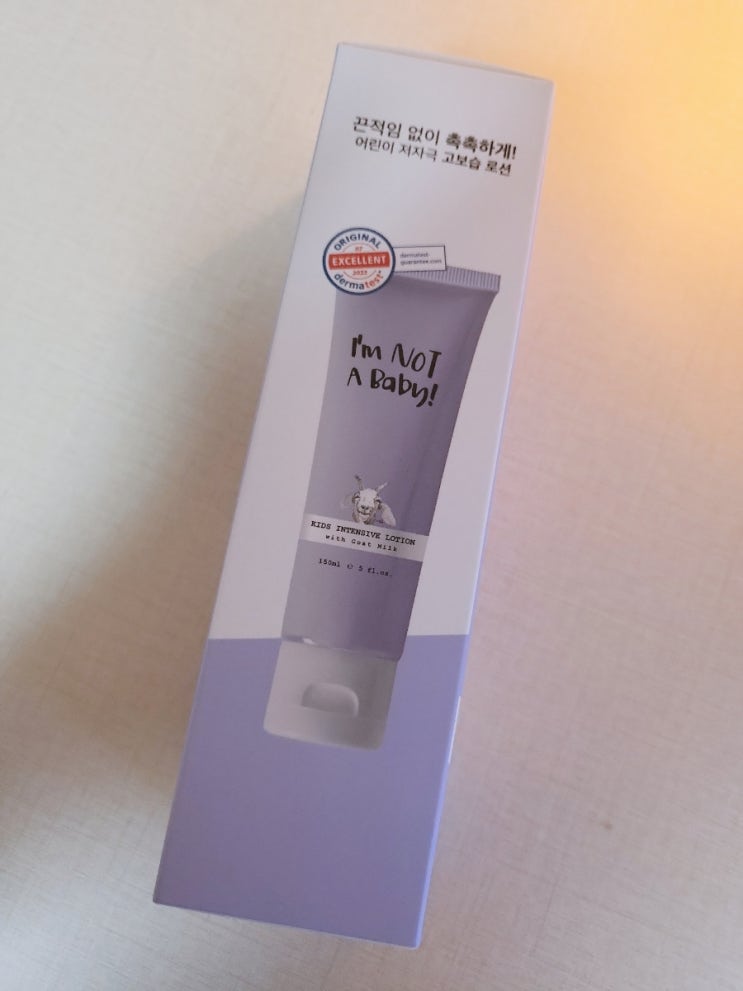 끈적임 없이 촉촉하게!
어린이 저자극 고보습 로션
ORIGINAL
EXCELLENT
2022
dermatest
dermatest-
guarantee.com
I'm NOT
A Baby!
KIDS INTENSIVE LOTION
with Goat Milk
150ml ℮ 5 fl.oz.